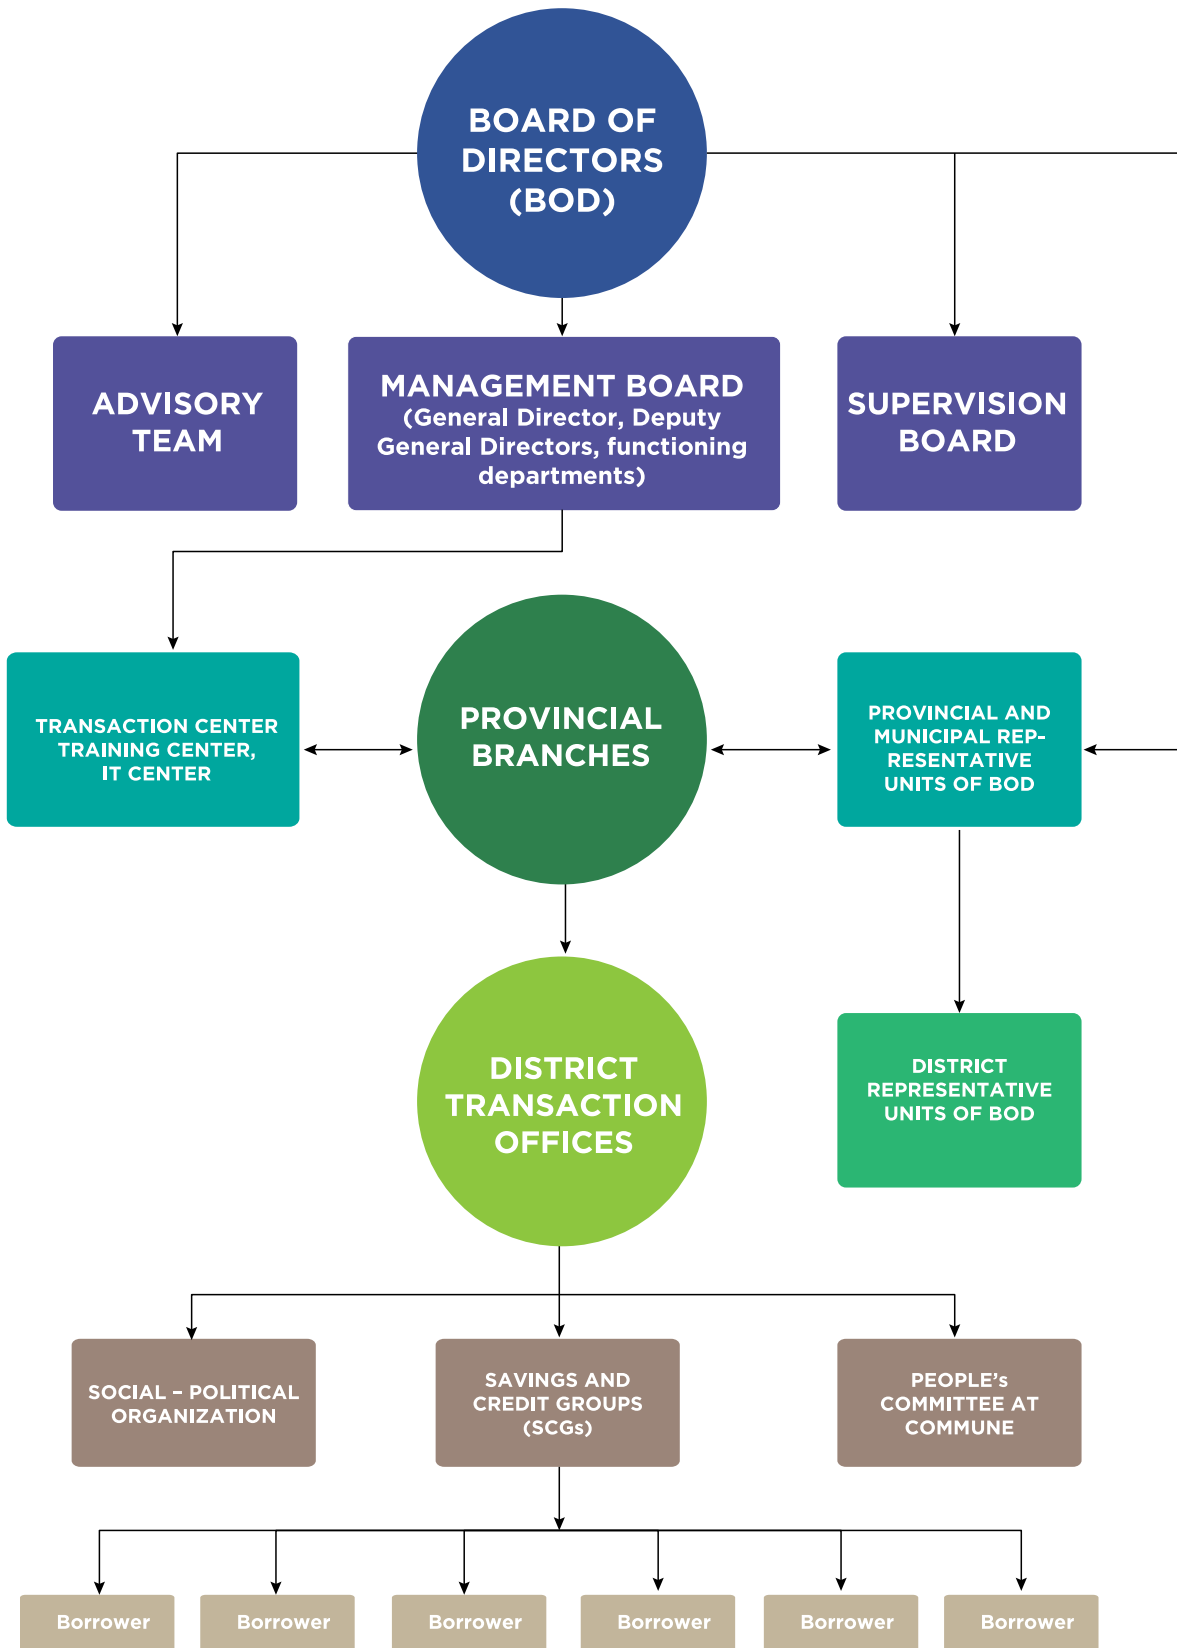 BOARD OF
DIRECTORS
(BOD)
ADVISORY
TEAM
MANAGEMENT BOARD
(General Director, Deputy
General Directors, functioning
departments)
SUPERVISION
BOARD
TRANSACTION CENTER
TRAINING CENTER,
IT CENTER
PROVINCIAL
BRANCHES
PROVINCIAL AND
MUNICIPAL REP-
RESENTATIVE
UNITS OF BOD
DISTRICT
TRANSACTION
OFFICES
DISTRICT
REPRESENTATIVE
UNITS OF BOD
SOCIAL – POLITICAL
ORGANIZATION
SAVINGS AND
CREDIT GROUPS
(SCGs)
PEOPLE's
COMMITTEE AT
COMMUNE
Borrower
Borrower
Borrower
Borrower
Borrower
Borrower